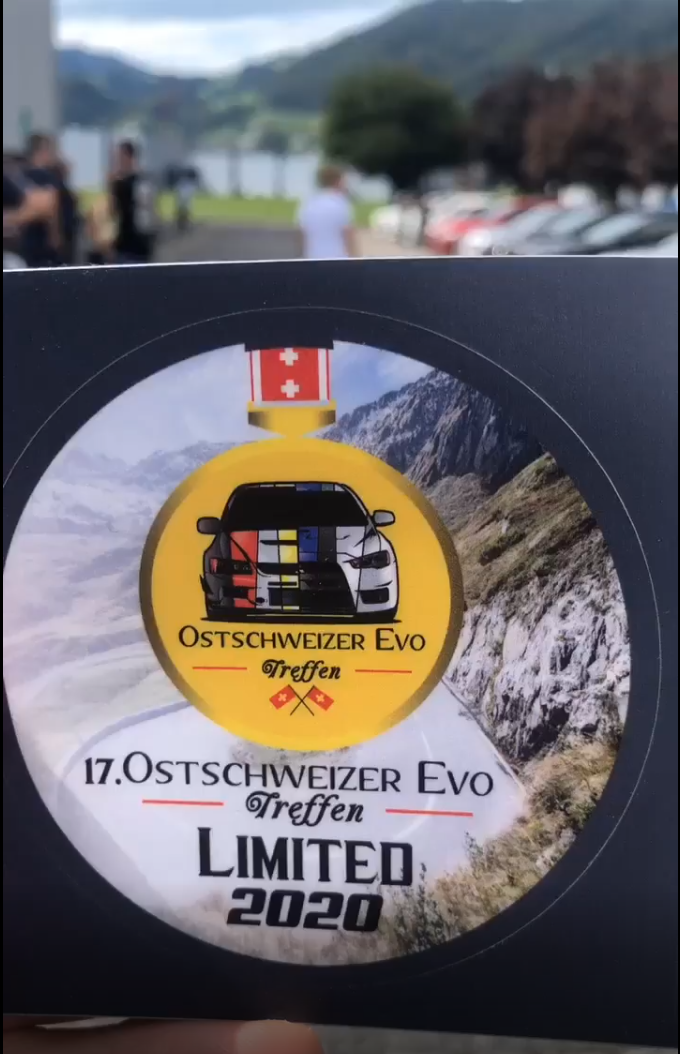 OSTSCHWEIZER EVO
Treffen
17.OSTSCHWEIZER EVO
Treffen
LIMITED
2020